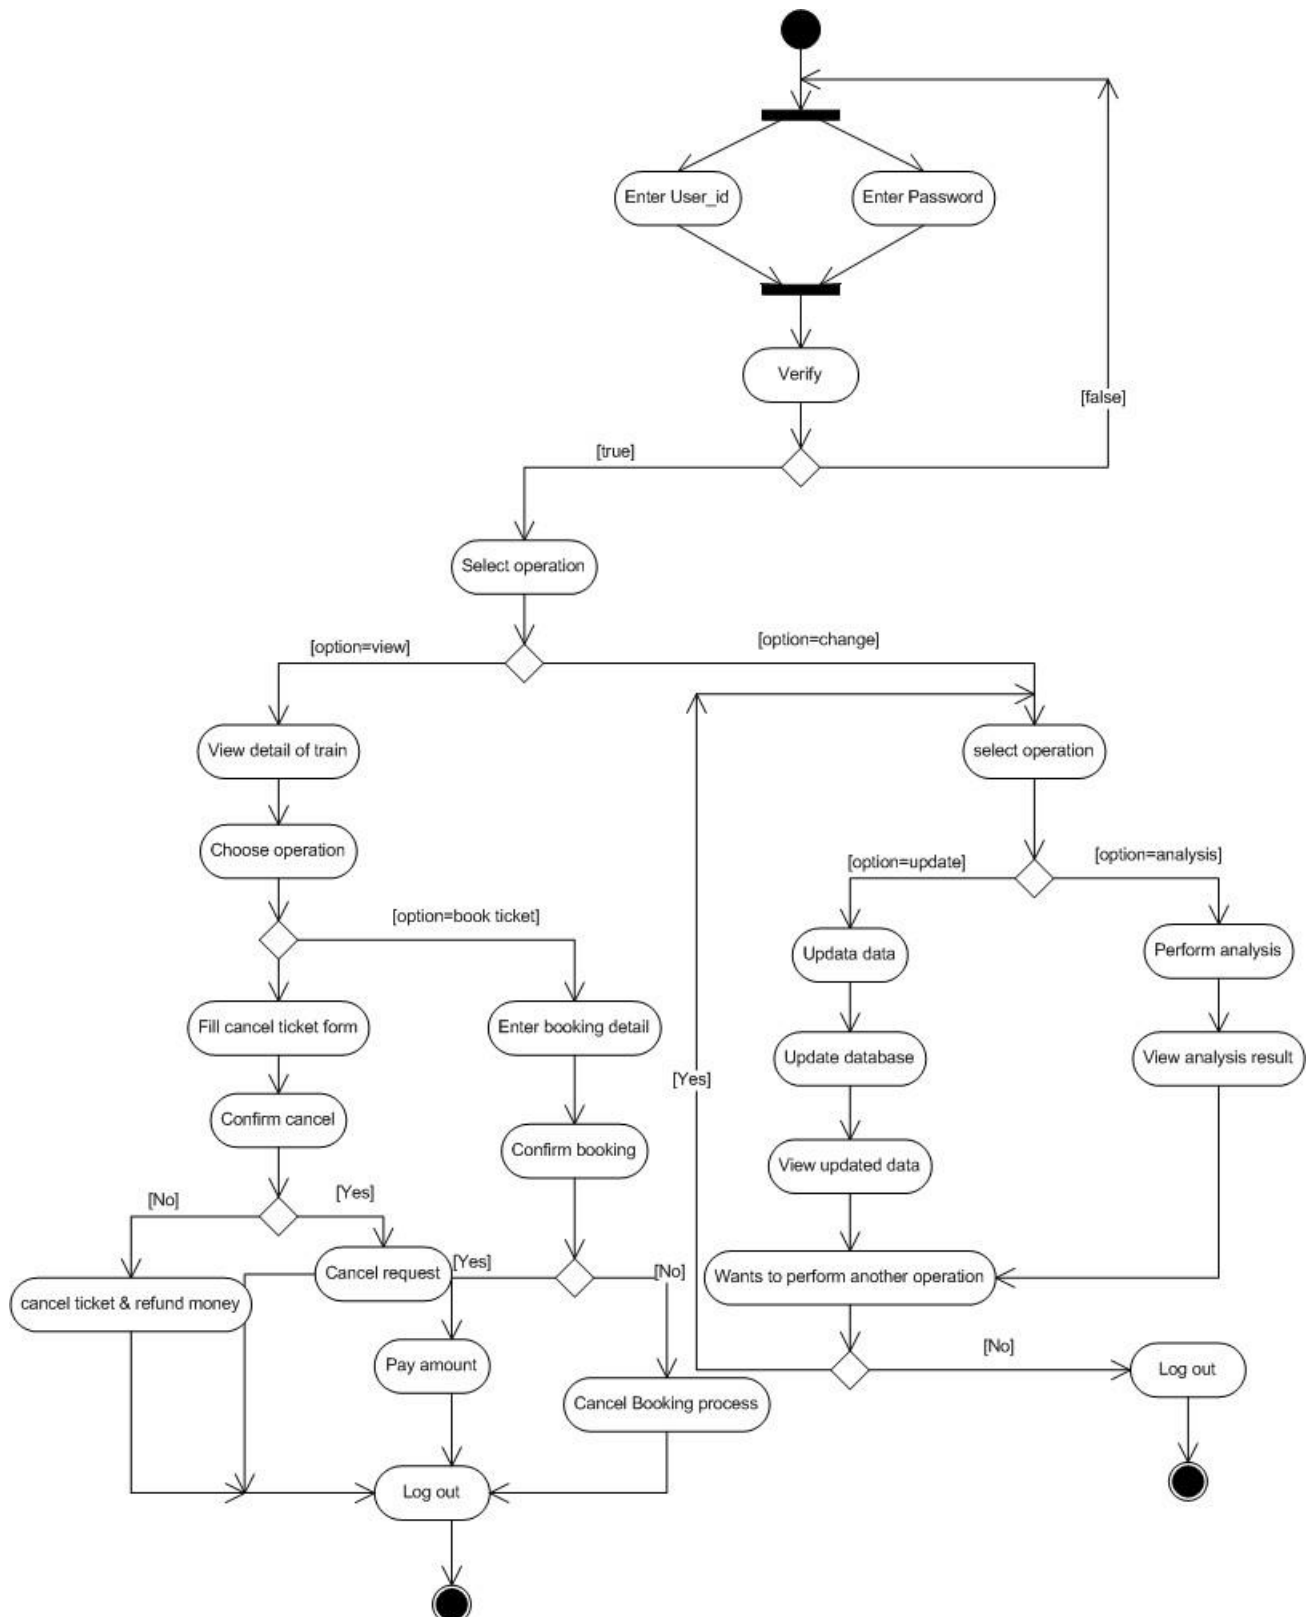 Enter User_id
Enter Password
Verify
[false]
[true]
Select operation
[option=view]
[option=change]
View detail of train
select operation
Choose operation
[option=update]
[option=analysis]
[option=book ticket]
Updata data
Perform analysis
Fill cancel ticket form
Enter booking detail
Update database
View analysis result
[Yes]
Confirm cancel
Confirm booking
View updated data
[No]
[Yes]
Cancel request
[Yes]
[No]
Wants to perform another operation
cancel ticket & refund money
[No]
Pay amount
Log out
Cancel Booking process
Log out